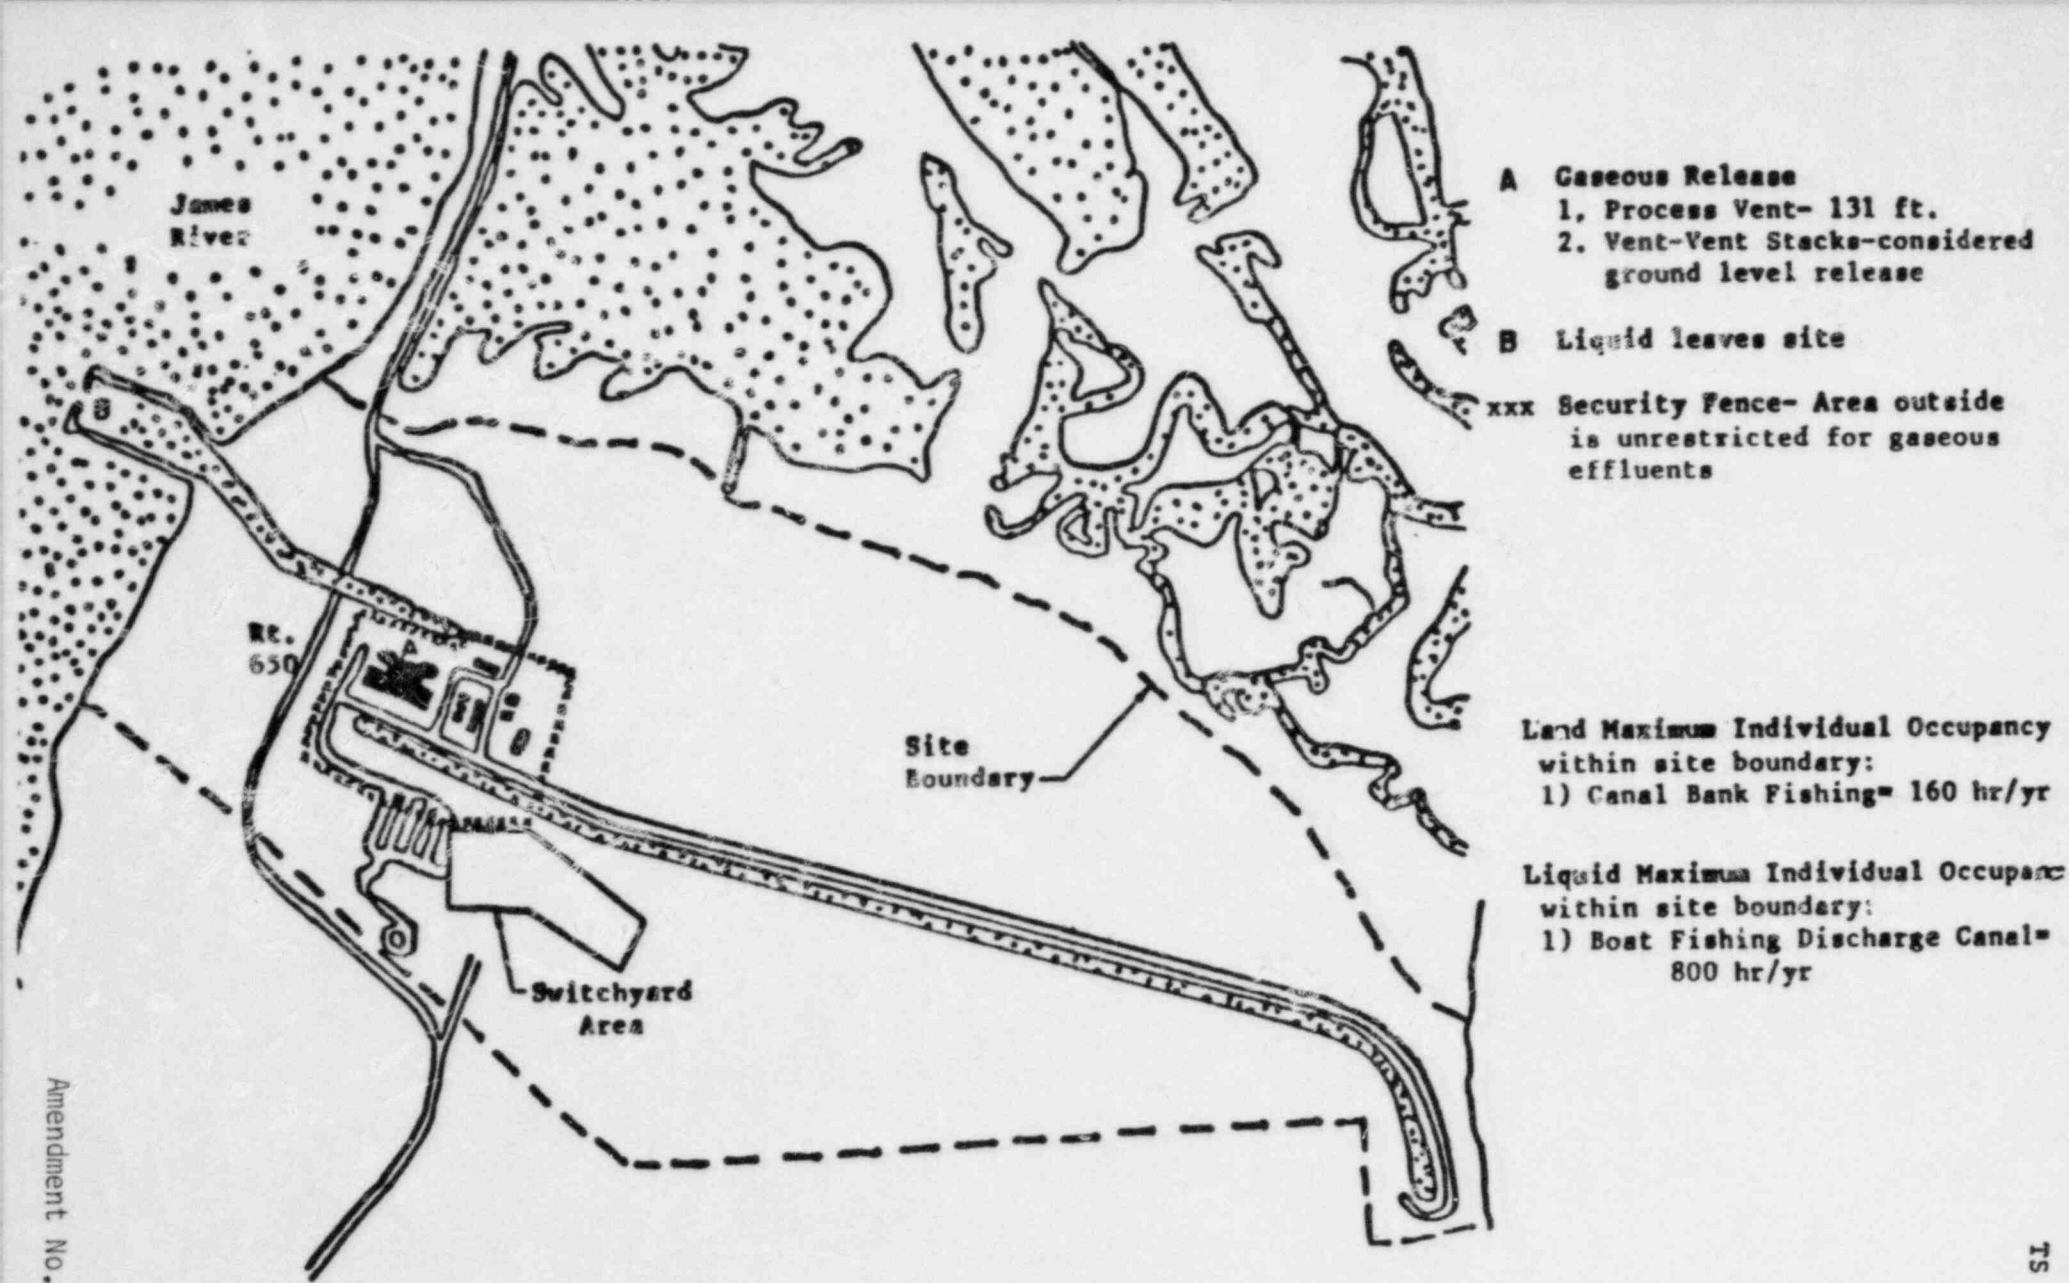 James
River
B
Rt.
650
A
Site
Boundary
Switchyard
Area
A Gaseous Release
1. Process Vent- 131 ft.
2. Vent-Vent Stacks-considered
ground level release
B Liquid leaves site
xxx Security Fence- Area outside
is unrestricted for gaseous
effluents
Land Maximum Individual Occupancy
within site boundary:
1) Canal Bank Fishing= 160 hr/yr
Liquid Maximum Individual Occupanc
within site boundary:
1) Boat Fishing Discharge Canal=
800 hr/yr
Amendment No.
TS